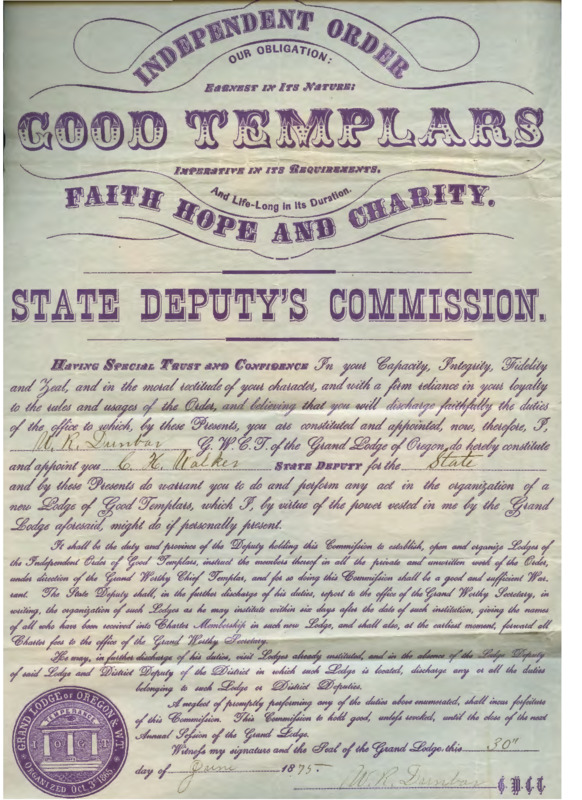 INDEPENDENT ORDER
OUR OBLIGATION:
EARNEST IN ITS NATURE;
GOOD TEMPLARS
IMPERATIVE IN ITS REQUIREMENTS,
And Life-Long in Its Duration.
FAITH HOPE AND CHARITY.
STATE DEPUTY'S COMMISSION.
HAVING SPECIAL TRUST AND CONFIDENCE In your Capacity, Integrity, Fidelity
and Zeal, and in the moral rectitude of your character, and with a firm reliance in your loyalty
to the rules and usages of the Order, and believing that you will discharge faithfully the duties
of the office to which, by these Presents, you are constituted and appointed, now, therefore, I,
W. R. Dunbar G. W. C. T. of the Grand Lodge of Oregon, do hereby constitute
and appoint you C. H. Walker STATE DEPUTY for the State
and by these Presents do warrant you to do and perform any act in the organization of a
new Lodge of Good Templars, which I, by virtue of the power vested in me by the Grand
Lodge aforesaid, might do if personally present.
It shall be the duty and province of the Deputy holding this Commission to establish, open and organize Lodges of
the Independent Order of Good Templars, instruct the members thereof in all the private and unwritten work of the Order,
under direction of the Grand Worthy Chief Templar, and for so doing this Commission shall be a good and sufficient War-
rant. The State Deputy shall, in the further discharge of his duties, report to the office of the Grand Worthy Secretary, in
writing, the organization of such Lodges as he may institute within six days after the date of such institution, giving the names
of all who have been received into Charter Membership in such new Lodge, and shall also, at the earliest moment, forward all
Charter fees to the office of the Grand Worthy Secretary.
He may, in further discharge of his duties, visit Lodges already instituted, and in the absence of the Lodge Deputy
of said Lodge and District Deputy of the District in which such Lodge is located, discharge any or all the duties
belonging to such Lodge or District Deputies.
A neglect of promptly performing any of the duties above enumerated, shall incur forfeiture
of this Commission. This Commission to hold good, unless revoked, until the close of the next
Annual Session of the Grand Lodge.
Witness my signature and the Seal of the Grand Lodge this 30"
day of June 1875.
W. R. Dunbar G.W.C.T.
GRAND LODGE OF OREGON & W.T.
TEMPERANCE
I O G T
ORGANIZED OCT. 3D 1865